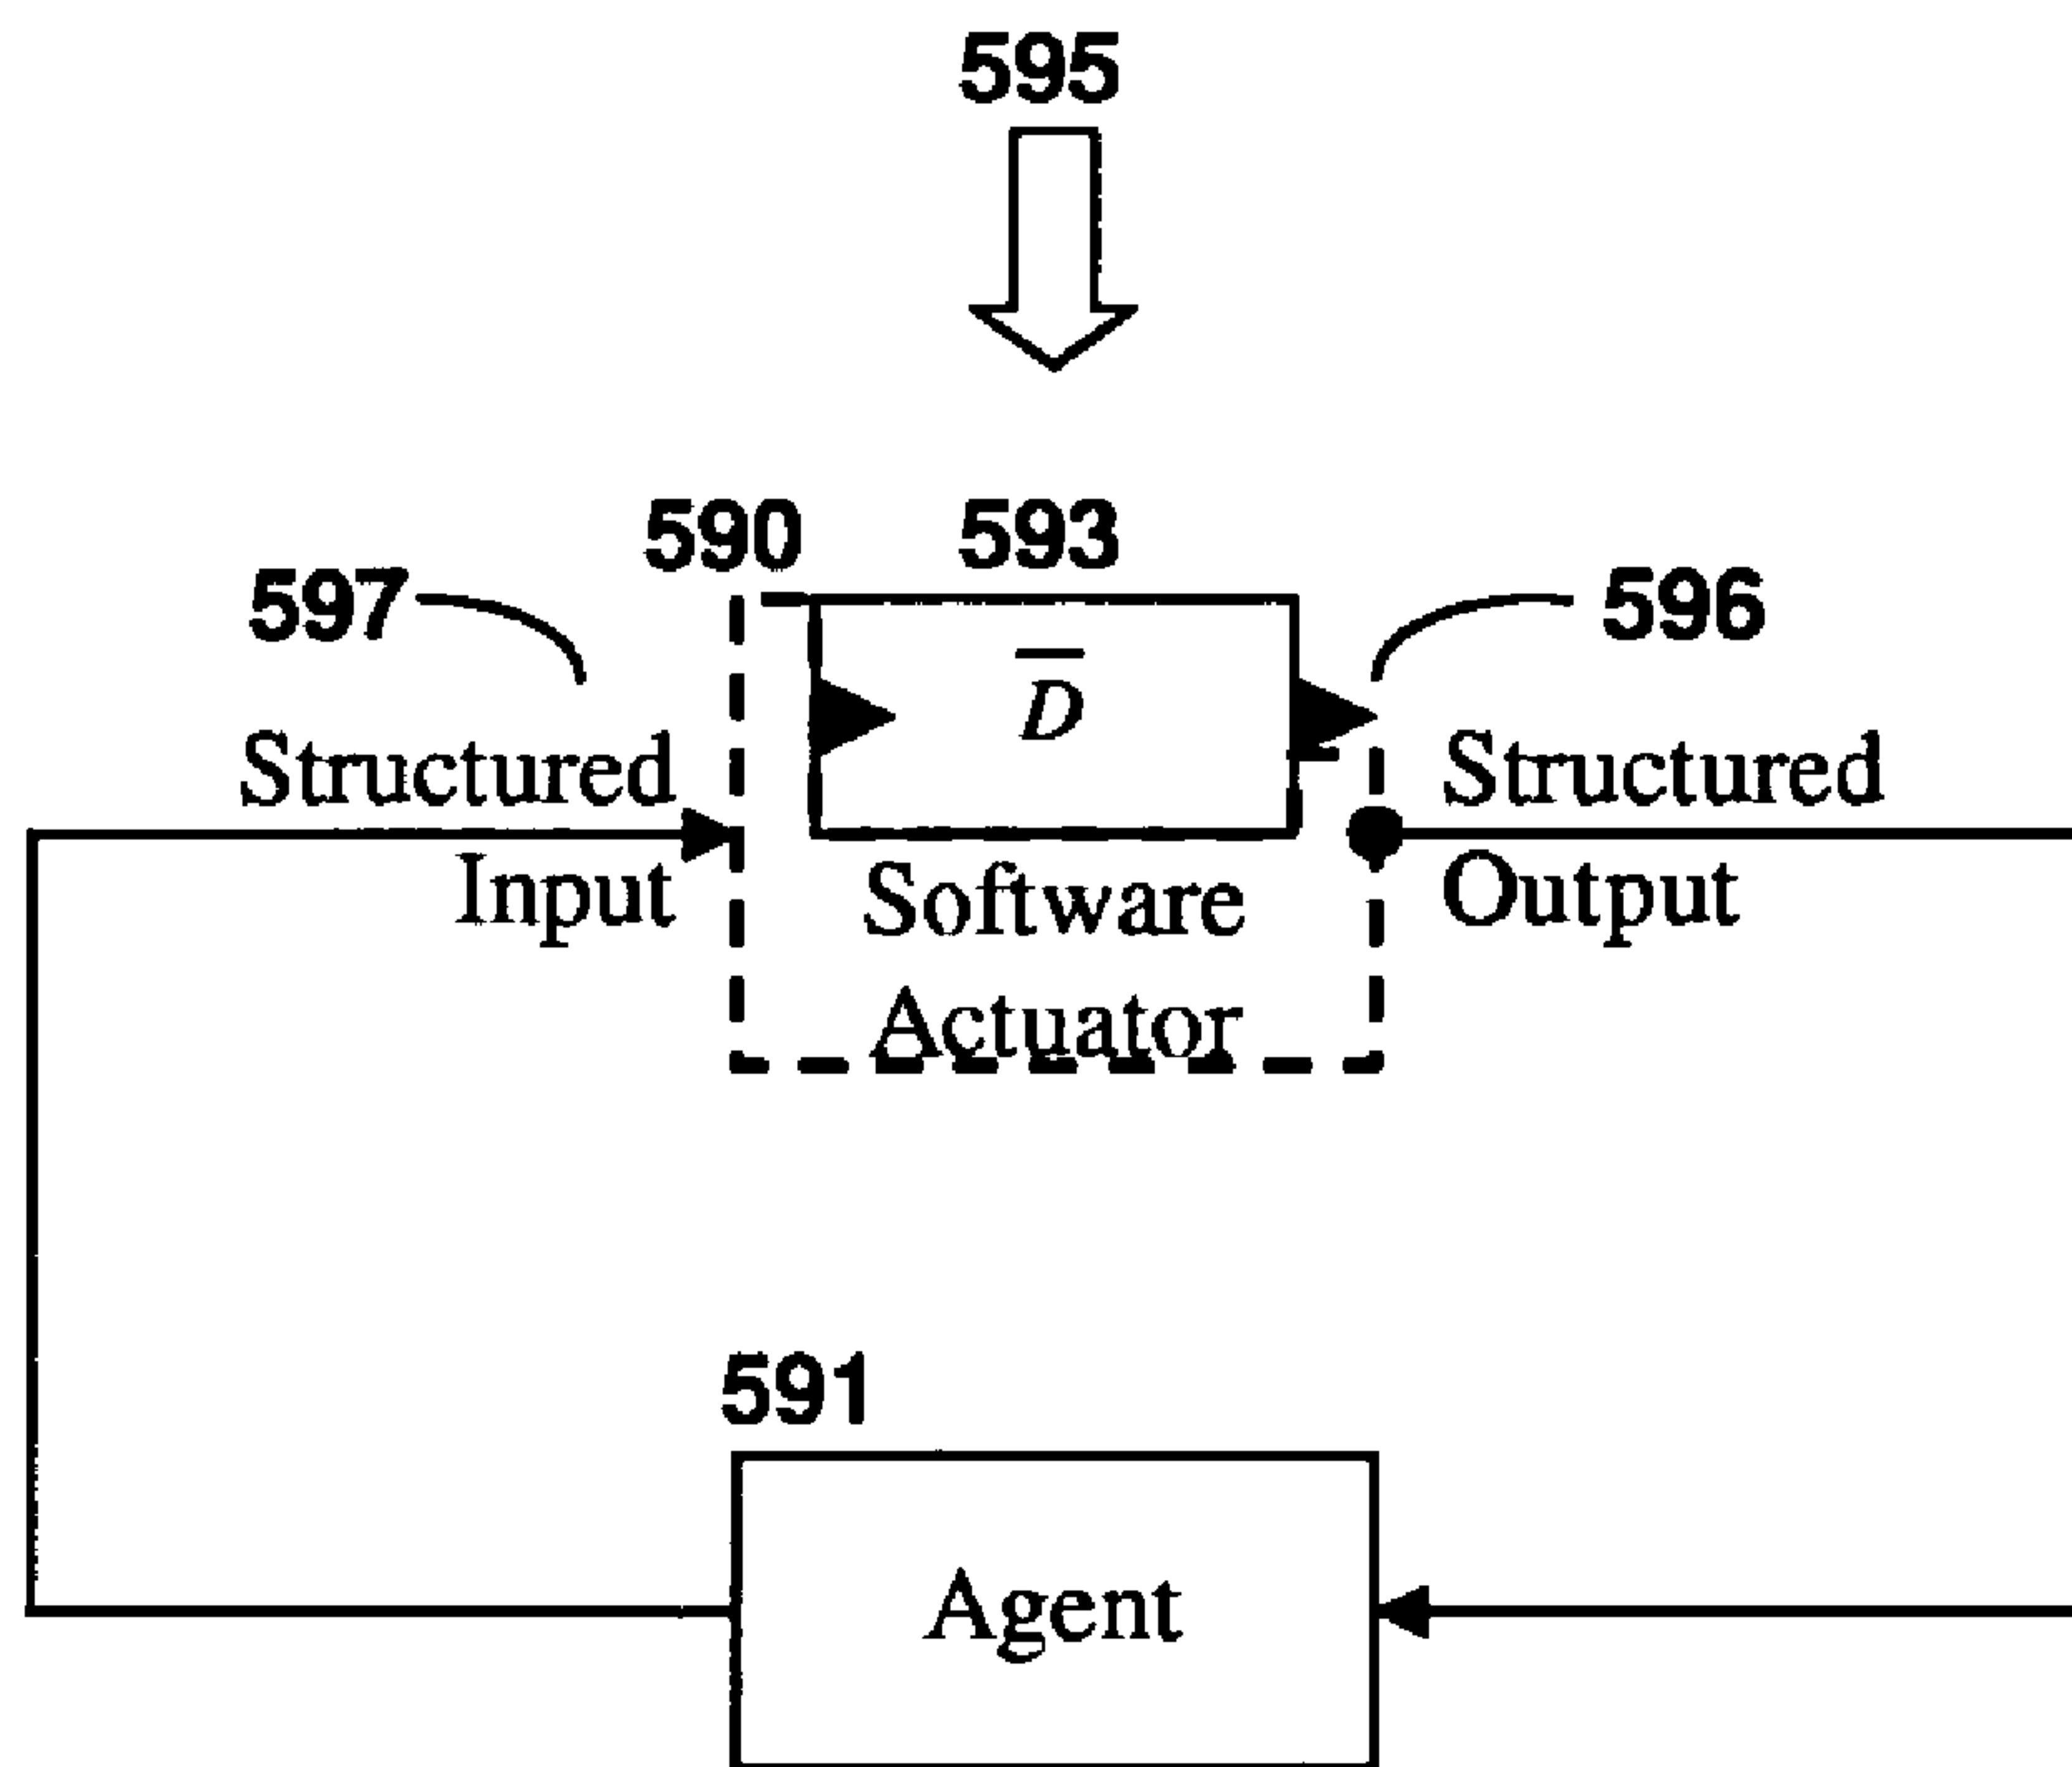 595
590
593
597
596
D̅
Structured
Input
Structured
Output
Software
Actuator
591
Agent